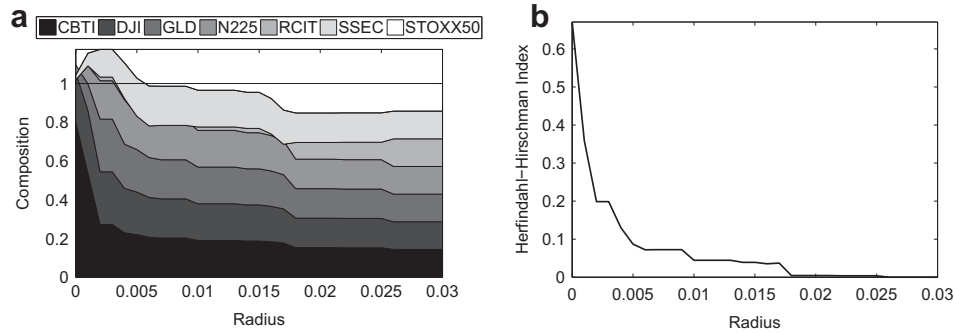 a
CBTI DJI GLD N225 RCIT SSEC STOXX50
Composition
1
0.8
0.6
0.4
0.2
0
0 0.005 0.01 0.015 0.02 0.025 0.03
Radius
b
Herfindahl−Hirschman Index
0.6
0.5
0.4
0.3
0.2
0.1
0
0 0.005 0.01 0.015 0.02 0.025 0.03
Radius